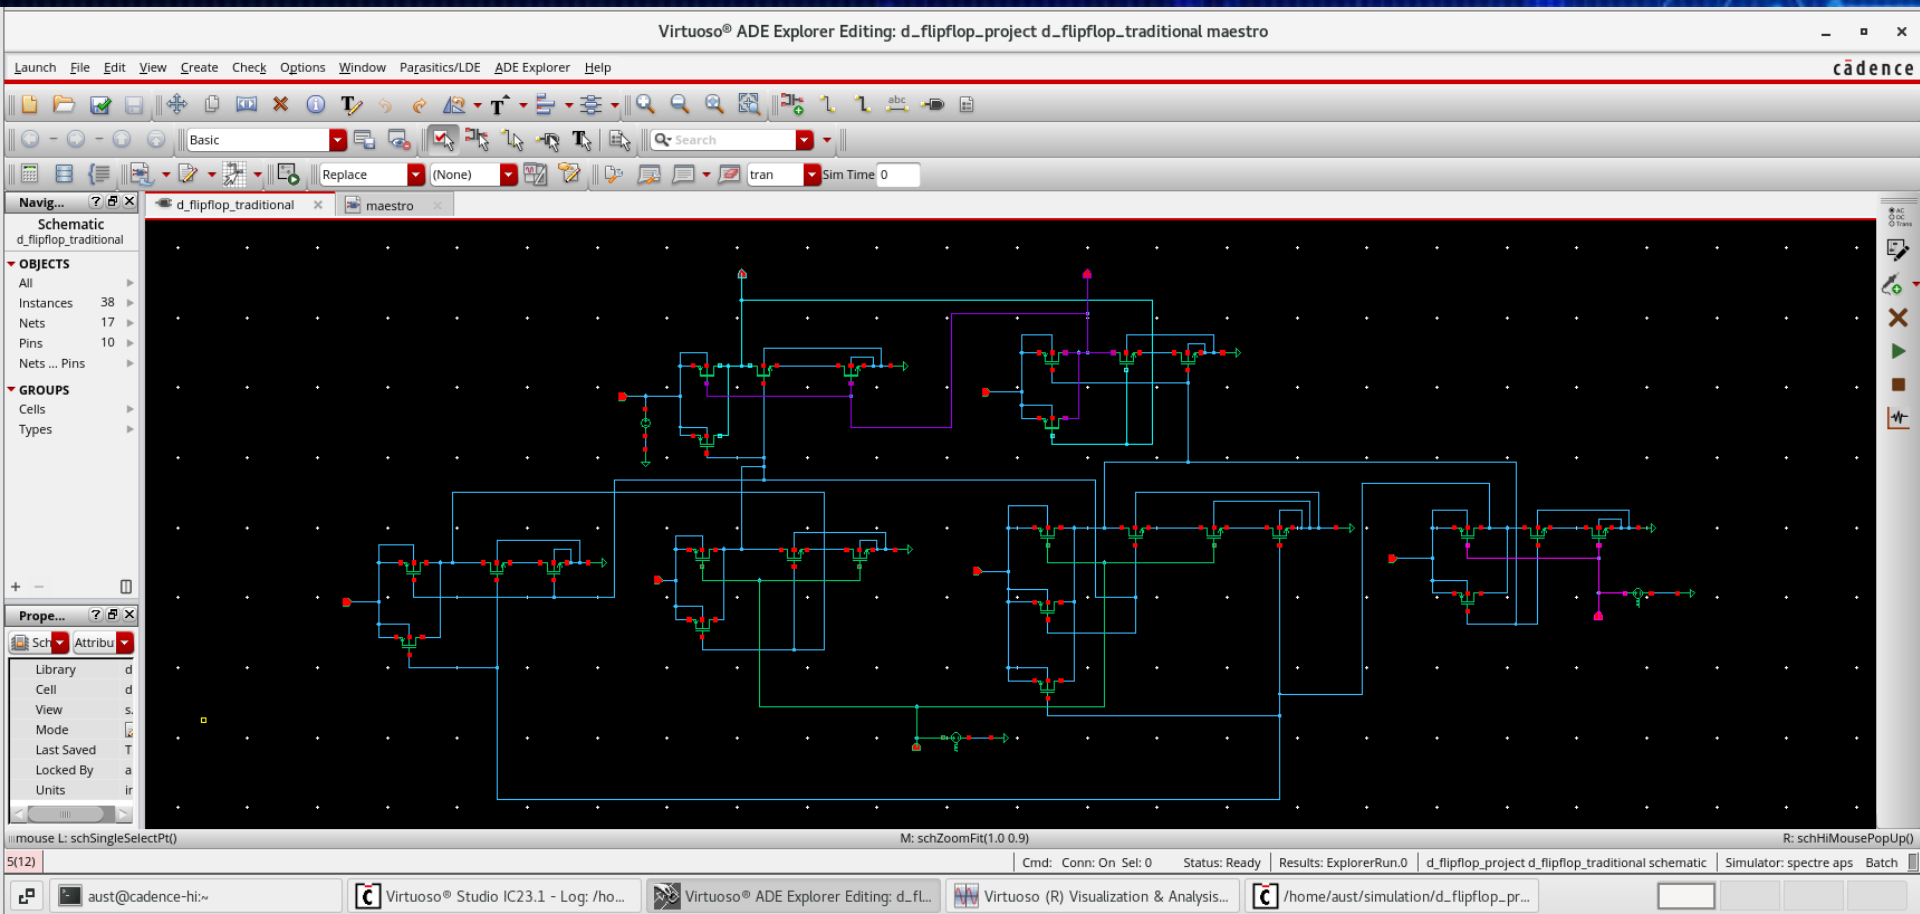 Virtuoso® ADE Explorer Editing: d_flipflop_project d_flipflop_traditional maestro
Launch File Edit View Create Check Options Window Parasitics/LDE ADE Explorer Help
cādence
Basic
Search
Replace (None) tran Sim Time 0
Navig... ? d_flipflop_traditional maestro
Schematic
d_flipflop_traditional
OBJECTS
All
Instances 38
Nets 17
Pins 10
Nets ... Pins
GROUPS
Cells
Types
Prope... ?
Sch Attribu
Library d
Cell d
View s.
Mode
Last Saved T
Locked By a
Units in
mouse L: schSingleSelectPt() M: schZoomFit(1.0 0.9) R: schHiMousePopUp()
5(12) Cmd: Conn: On Sel: 0 Status: Ready Results: ExplorerRun.0 d_flipflop_project d_flipflop_traditional schematic Simulator: spectre aps Batch
aust@cadence-hi:~ Virtuoso® Studio IC23.1 - Log: /ho... Virtuoso® ADE Explorer Editing: d_fl... Virtuoso (R) Visualization & Analysis... /home/aust/simulation/d_flipflop_pr...